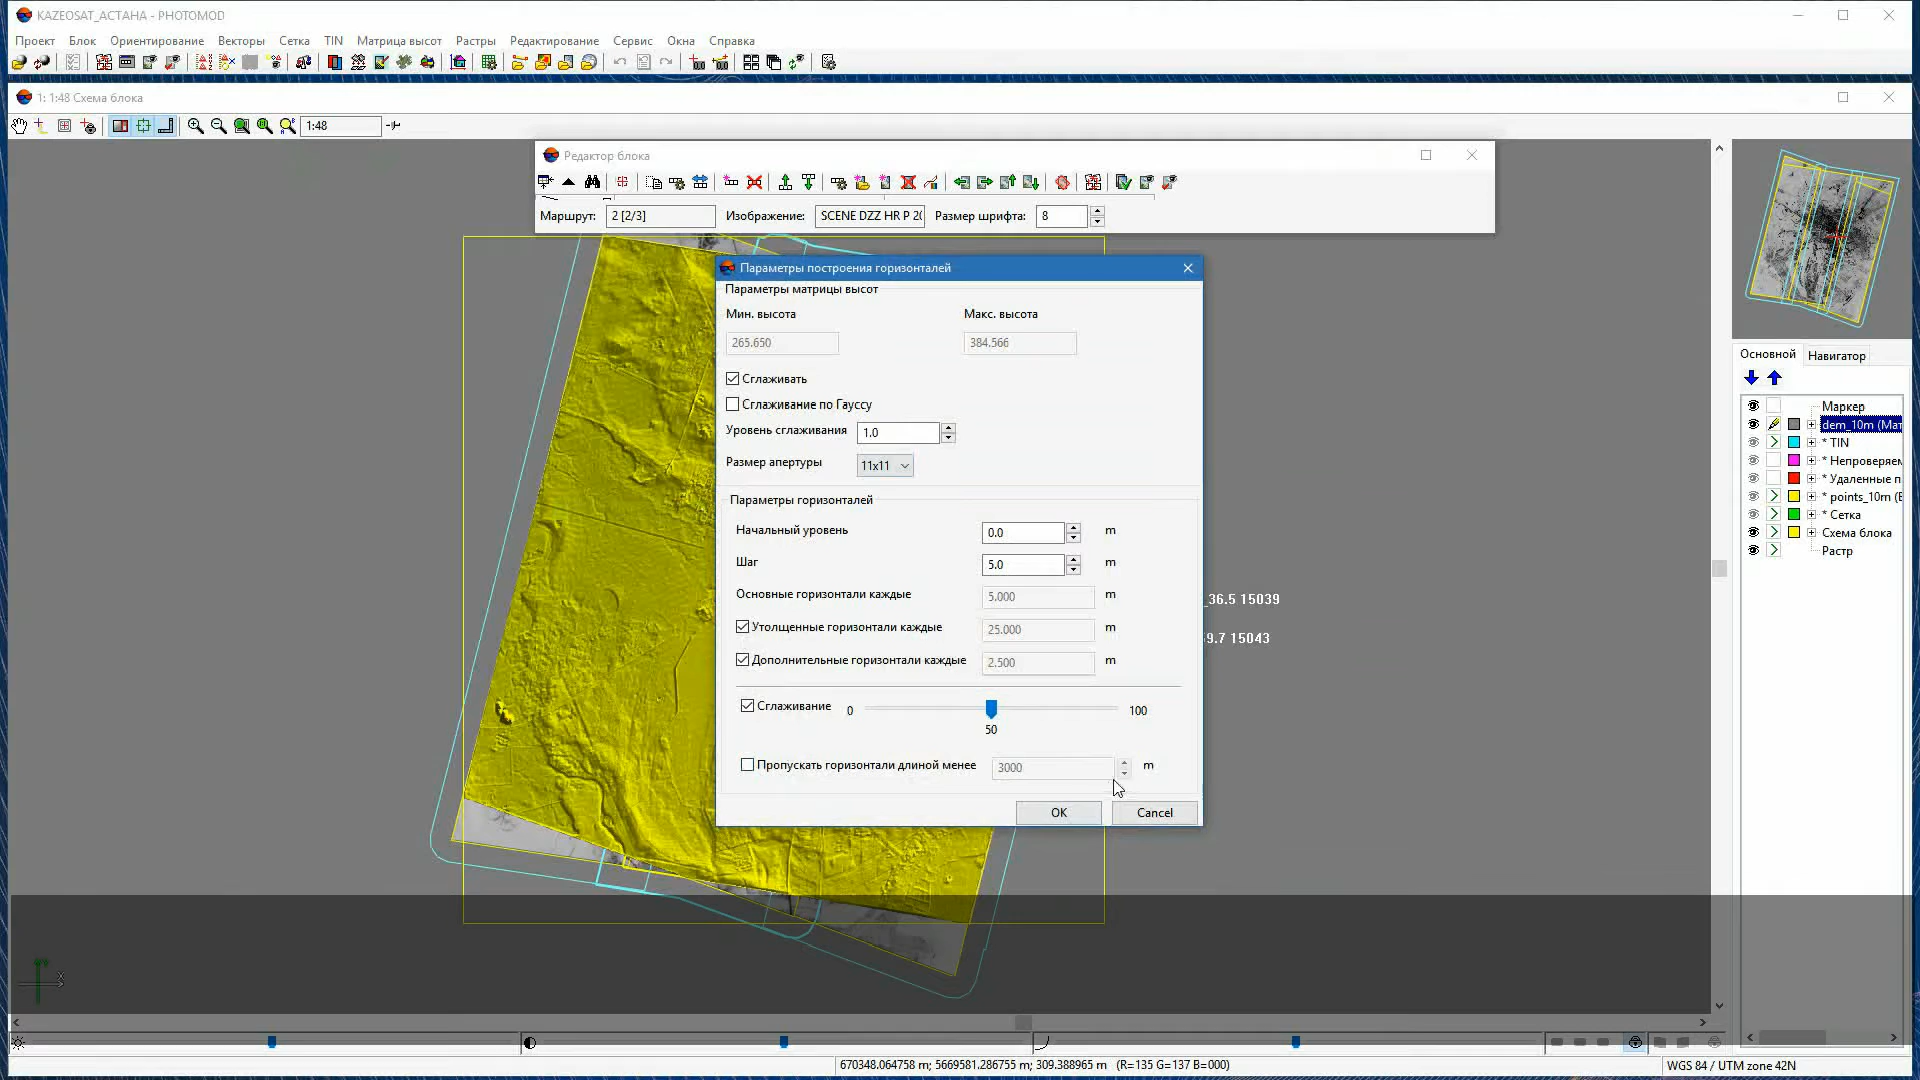 KAZEOSAT_АСТАНА - PHOTOMOD
Проект Блок Ориентирование Векторы Сетка TIN Матрица высот Растры Редактирование Сервис Окна Справка
1: 1:48 Схема блока
1:48
Редактор блока
Маршрут: 2 [2/3] Изображение: SCENE DZZ HR P 2( Размер шрифта: 8
Параметры построения горизонталей
Параметры матрицы высот
Мин. высота Макс. высота
265.650 384.566
Сглаживать
Сглаживание по Гауссу
Уровень сглаживания 1.0
Размер апертуры 11x11
Параметры горизонталей
Начальный уровень 0.0 m
Шаг 5.0 m
Основные горизонтали каждые 5.000 m
Утолщенные горизонтали каждые 25.000 m
Дополнительные горизонтали каждые 2.500 m
Сглаживание 0 100
50
Пропускать горизонтали длиной менее 3000 m
OK Cancel
_36.5 15039
9.7 15043
Основной Навигатор
Маркер
dem_10m (Мат
* TIN
* Непроверяем
* Удаленные п
* points_10m (В
* Сетка
Схема блока
Растр
X
670348.064758 m; 5669581.286755 m; 309.388965 m (R=135 G=137 B=000)
WGS 84 / UTM zone 42N